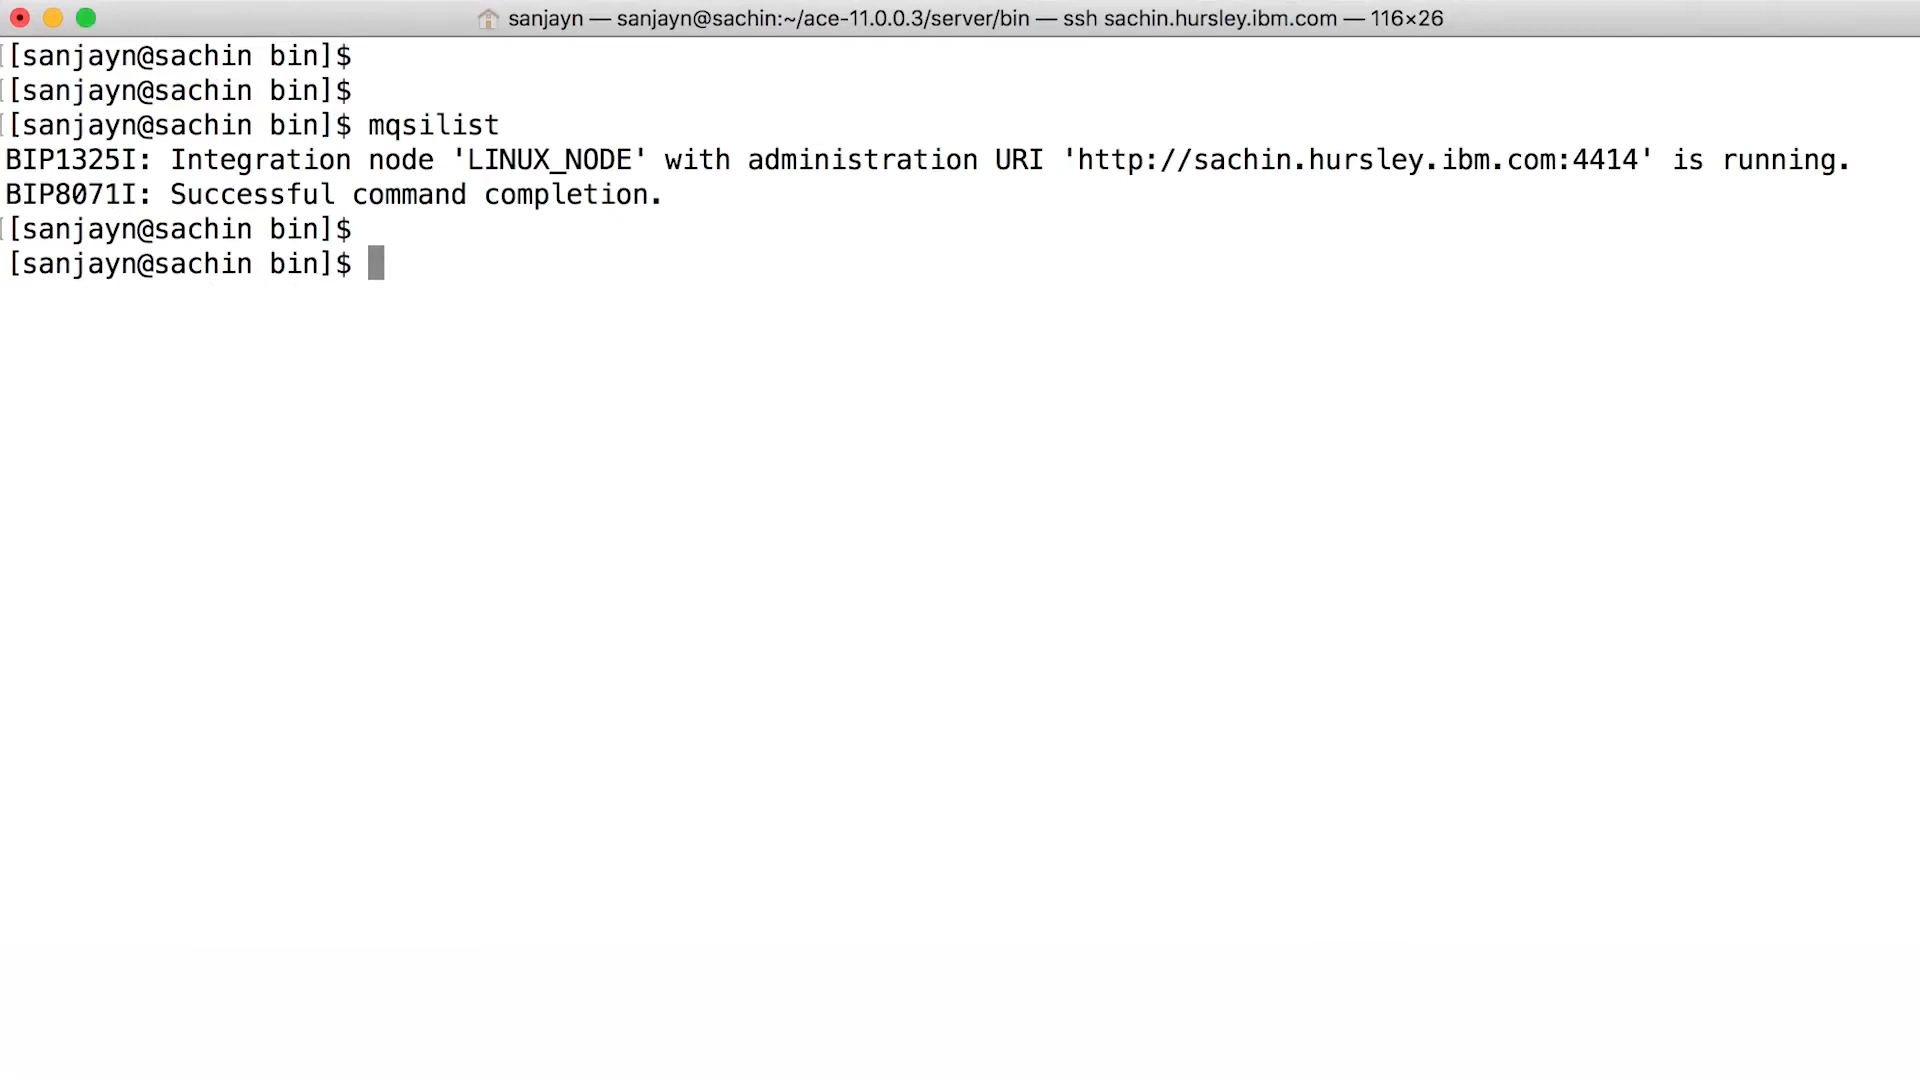 sanjayn — sanjayn@sachin:~/ace-11.0.0.3/server/bin — ssh sachin.hursley.ibm.com — 116×26
[sanjayn@sachin bin]$
[sanjayn@sachin bin]$
[sanjayn@sachin bin]$ mqsilist
BIP1325I: Integration node 'LINUX_NODE' with administration URI 'http://sachin.hursley.ibm.com:4414' is running.
BIP8071I: Successful command completion.
[sanjayn@sachin bin]$
[sanjayn@sachin bin]$